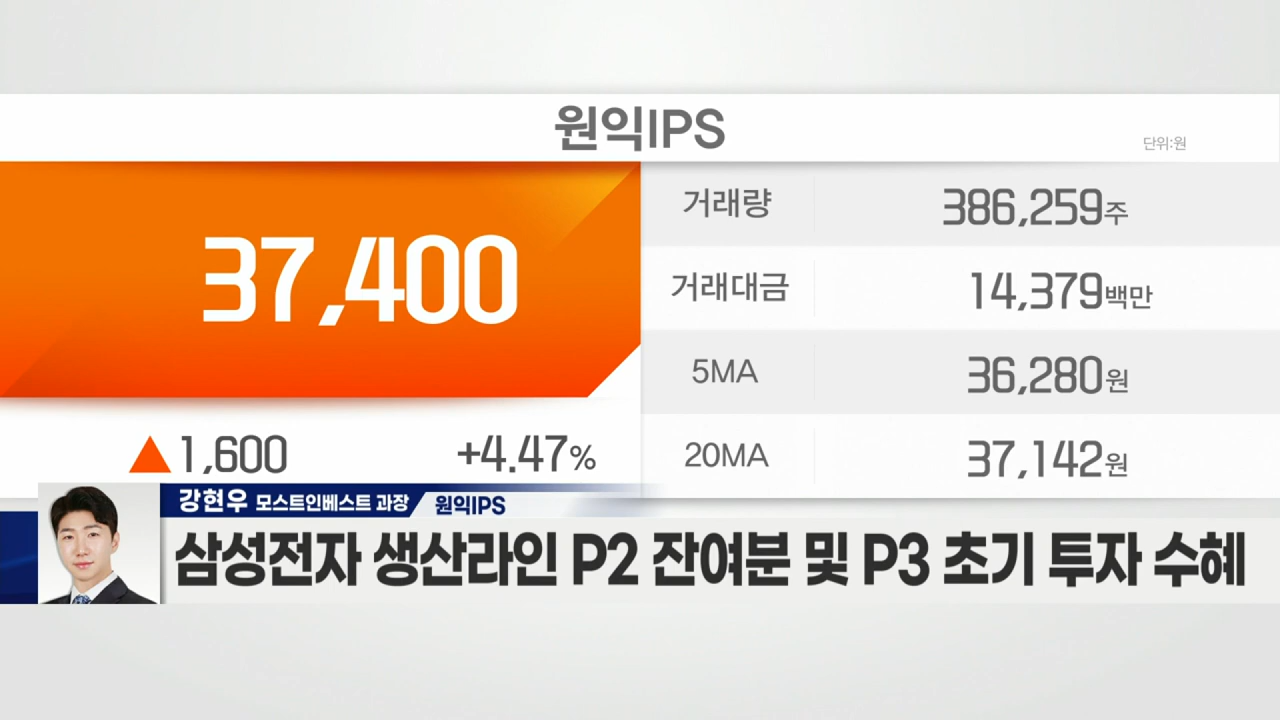 원익IPS
단위:원
37,400
▲1,600 +4.47%
거래량 386,259주
거래대금 14,379백만
5MA 36,280원
20MA 37,142원
강현우 모스트인베스트 과장 원익IPS
삼성전자 생산라인 P2 잔여분 및 P3 초기 투자 수혜